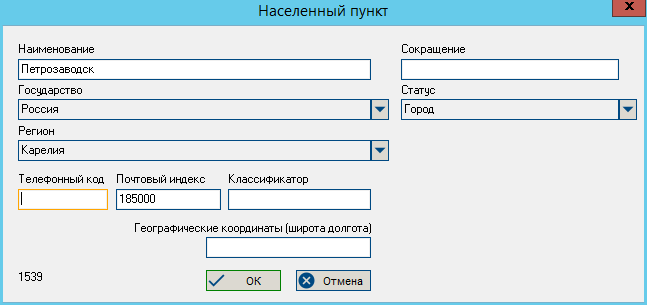 Населенный пункт
x
Наименование
Сокращение
Петрозаводск
Государство
Статус
Россия
Город
Регион
Карелия
Телефонный код
Почтовый индекс
Классификатор
185000
Географические координаты (широта долгота)
1539
ОК
Отмена